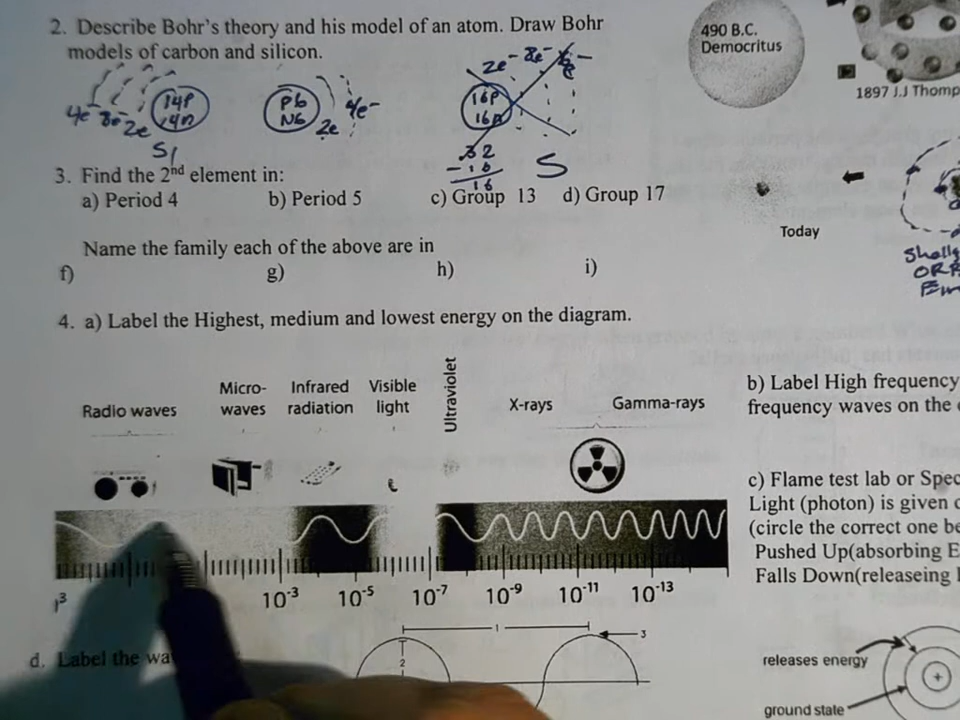 2. Describe Bohr's theory and his model of an atom. Draw Bohr
models of carbon and silicon.
490 B.C.
Democritus
1897 J.J Thomp
4e- 8e- 2e 14P
14n
Si
P6
N6
2e 4e-
2e- 8e-
16P
16n
32
-16
16
S
3. Find the 2nd element in:
a) Period 4 b) Period 5 c) Group 13 d) Group 17
Today
Shells
Name the family each of the above are in
f) g) h) i)
4. a) Label the Highest, medium and lowest energy on the diagram.
Radio waves
Micro-
waves
Infrared
radiation
Visible
light
Ultraviolet
X-rays
Gamma-rays
b) Label High frequency
frequency waves on the
c) Flame test lab or Spec
Light (photon) is given
(circle the correct one be
Pushed Up(absorbing E
Falls Down(releaseing
10-3 10-5 10-7 10-9 10-11 10-13
d. Label the wa
1
2
3
releases energy
ground state
+